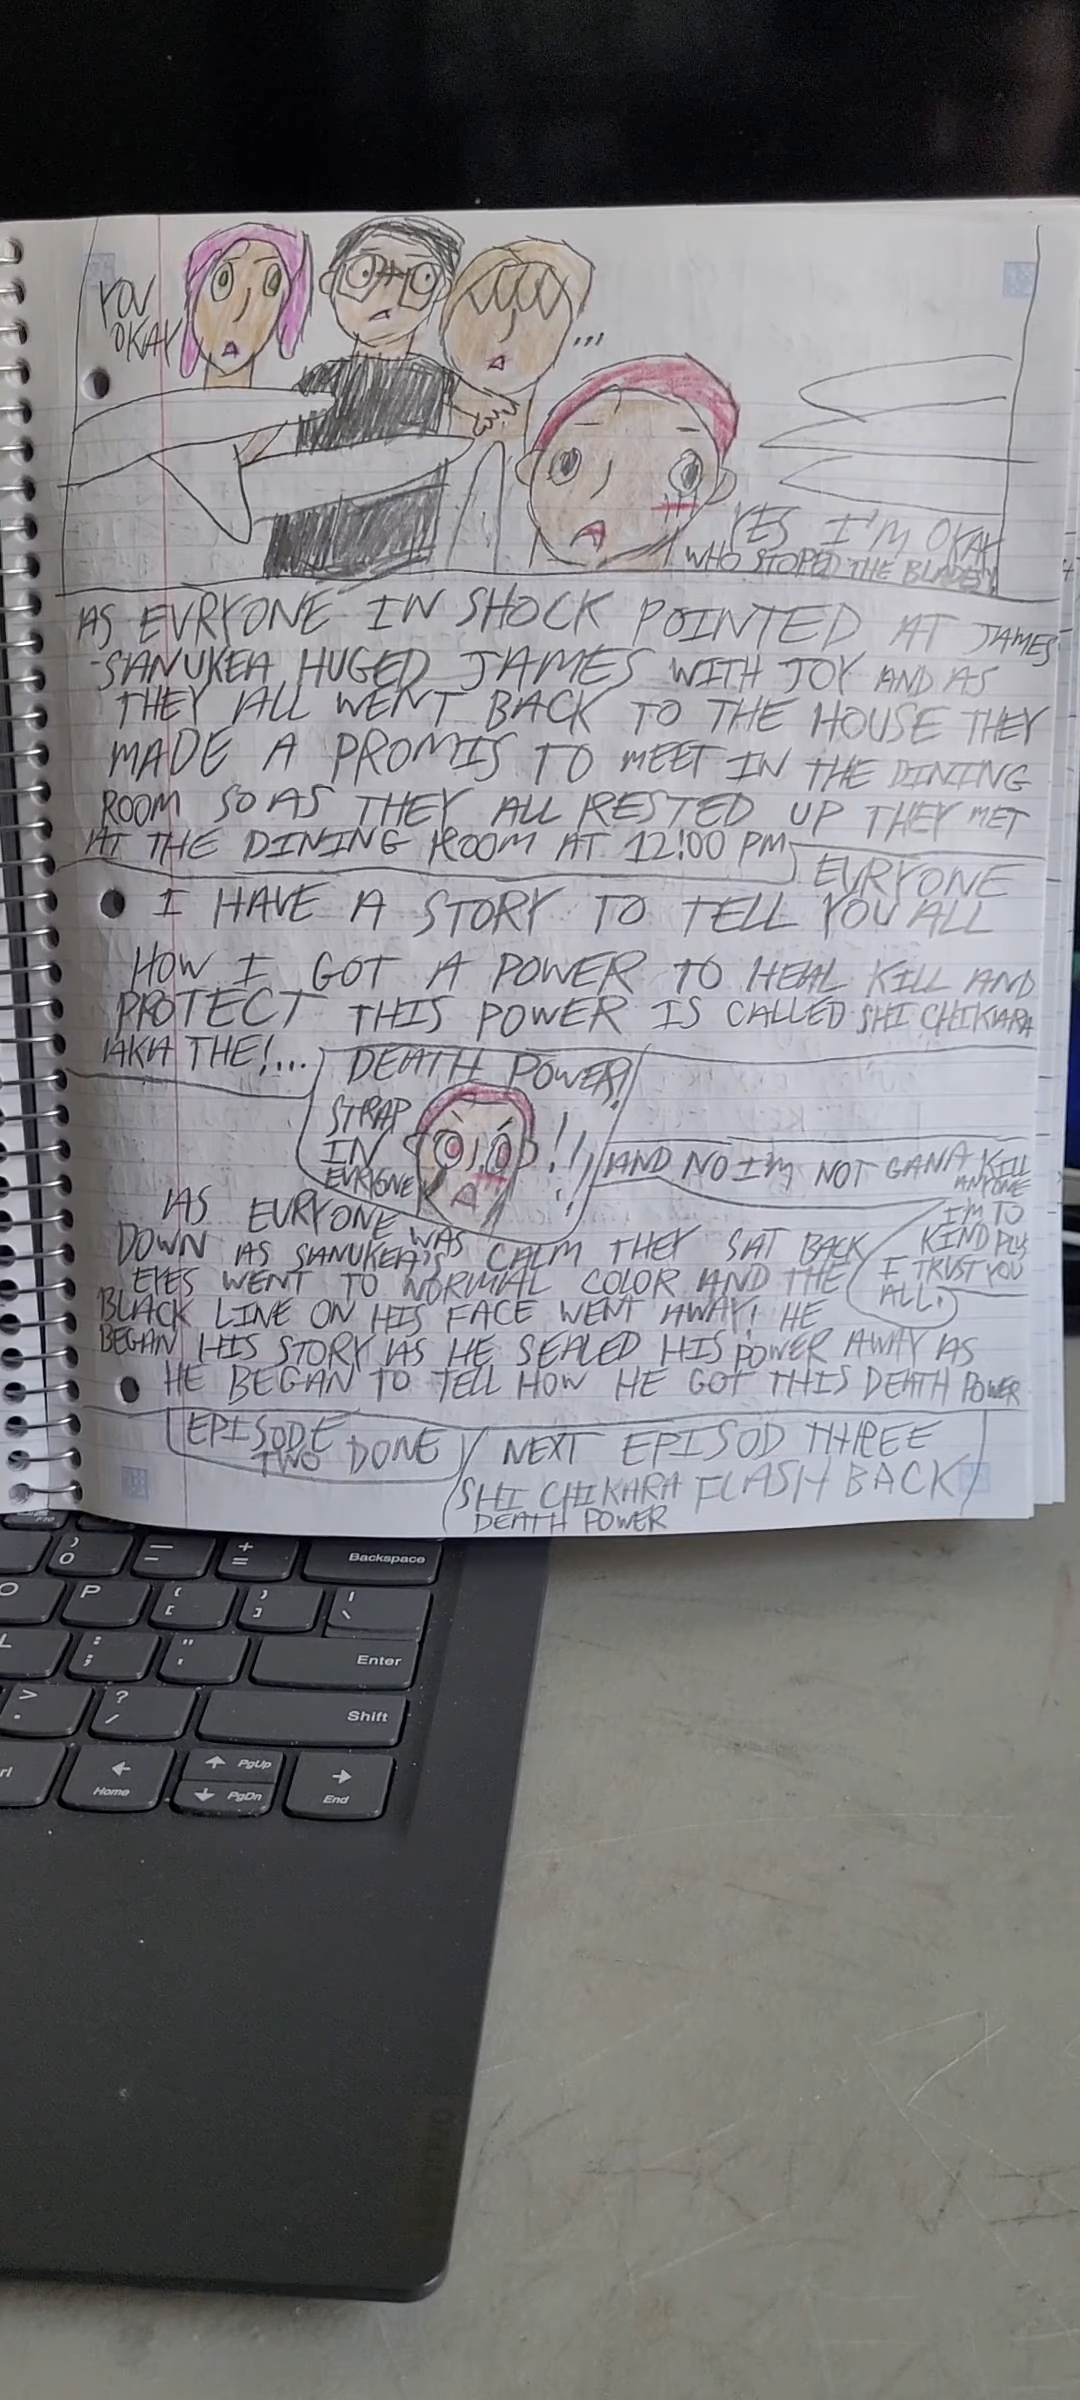 YOU
OKAY
...
YES I'M OKAY
WHO STOPED THE BLADES
AS EVRYONE IN SHOCK POINTED AT JAMES
SANUKEA HUGED JAMES WITH JOY AND AS
THEY ALL WENT BACK TO THE HOUSE THEY
MADE A PROMIS TO MEET IN THE DINING
ROOM SO AS THEY ALL RESTED UP THEY MET
AT THE DINING ROOM AT 12:00 PM
EVRYONE
I HAVE A STORY TO TELL YOU ALL
HOW I GOT A POWER TO HEAL KILL AND
PROTECT THIS POWER IS CALLED SHI CHIKARA
AKA THE!...
DEATH POWER!
STRAP
IN
EVRYONE
!!!
AND NO I'M NOT GANA KILL
ANYONE
I'M TO
KIND PLS
I TRUST YOU
ALL!
AS EVRYONE WAS
DOWN AS SANUKEA'S CALM THEY SAT BACK
EYES WENT TO NORMAL COLOR AND THE
BLACK LINE ON HIS FACE WENT AWAY! HE
BEGAN HIS STORY AS HE SEALED HIS POWER AWAY AS
HE BEGAN TO TELL HOW HE GOT THIS DEATH POWER
EPISODE
TWO DONE
NEXT EPISOD THREE
SHI CHIKARA FLASH BACK
DEATH POWER
)
0
—
-
+
=
Backspace
O
P
{
[
}
]
|
\
L
:
;
"
'
Enter
>
.
?
/
Shift
rl
Home
PgUp
PgDn
End